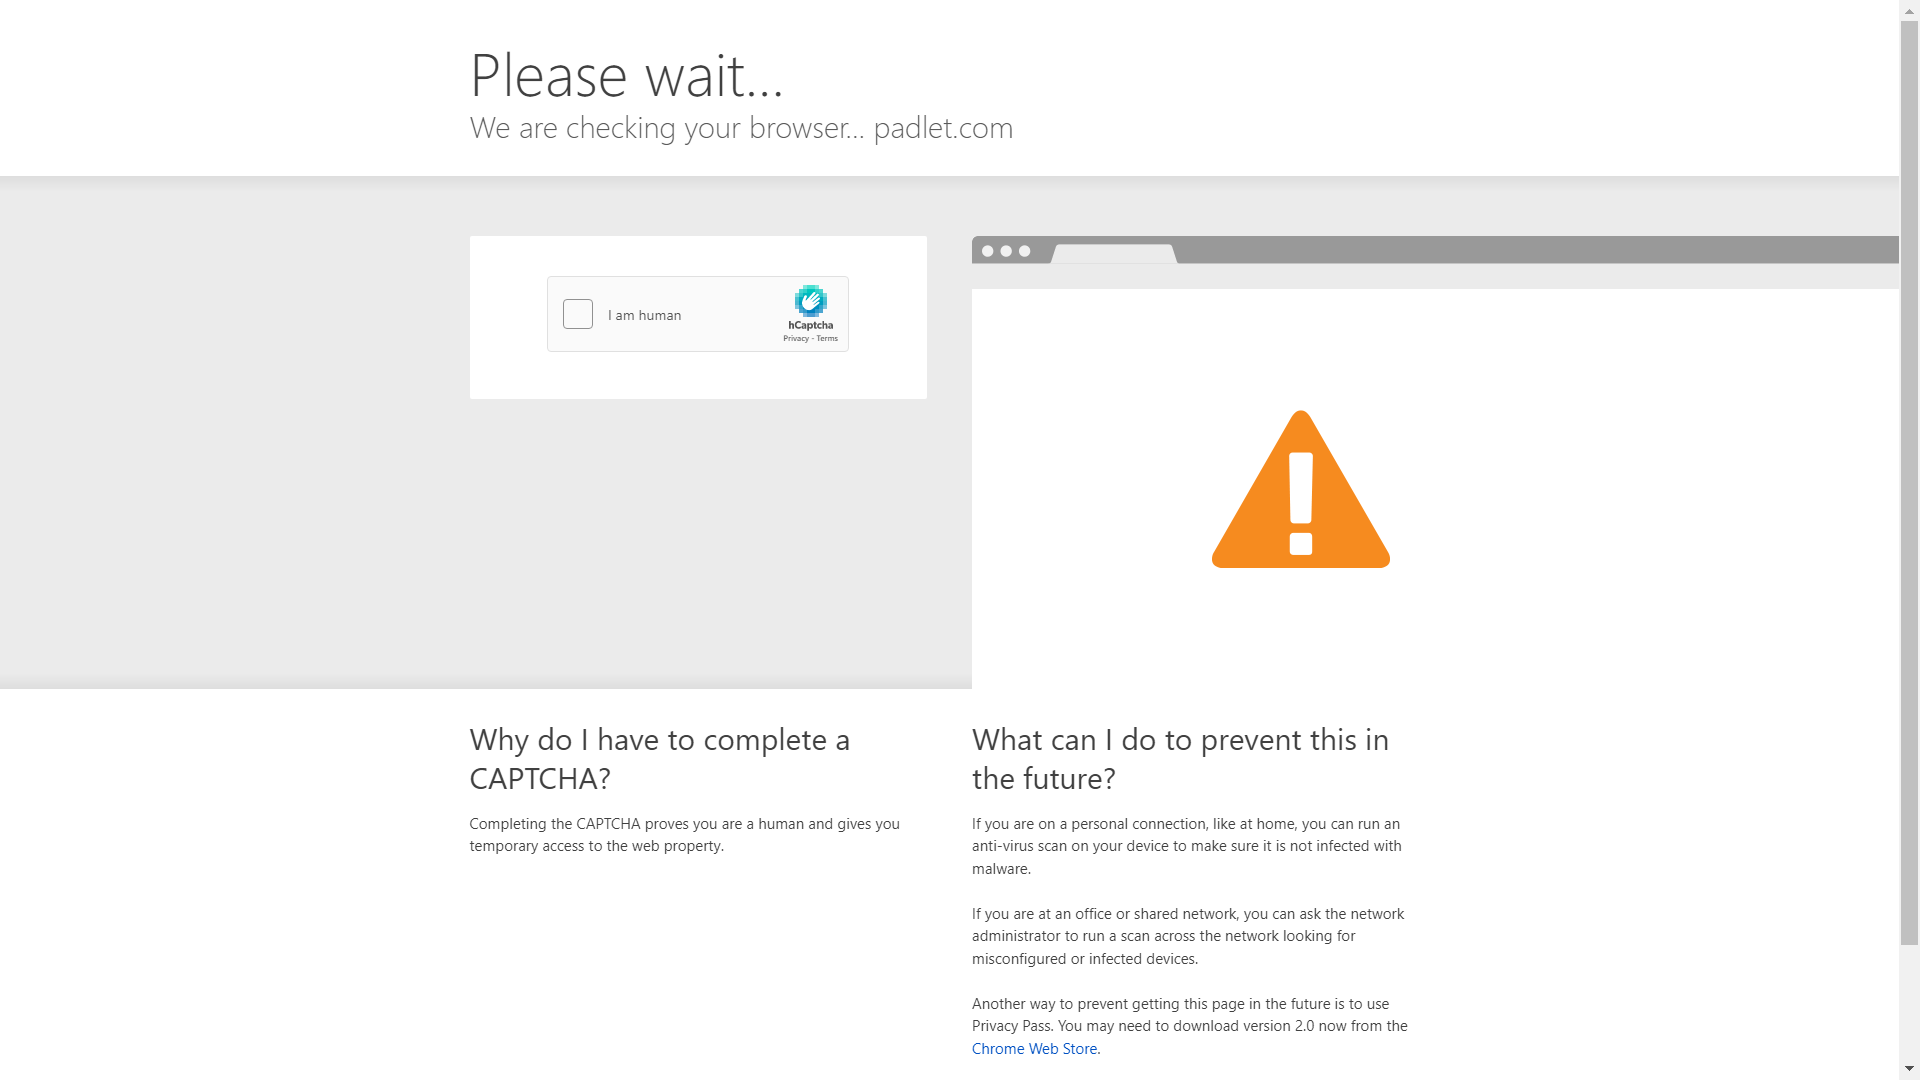 Please wait...
We are checking your browser... padlet.com
I am human
hCaptcha
Privacy - Terms
Why do I have to complete a
CAPTCHA?
Completing the CAPTCHA proves you are a human and gives you
temporary access to the web property.
What can I do to prevent this in
the future?
If you are on a personal connection, like at home, you can run an
anti-virus scan on your device to make sure it is not infected with
malware.
If you are at an office or shared network, you can ask the network
administrator to run a scan across the network looking for
misconfigured or infected devices.
Another way to prevent getting this page in the future is to use
Privacy Pass. You may need to download version 2.0 now from the
Chrome Web Store.